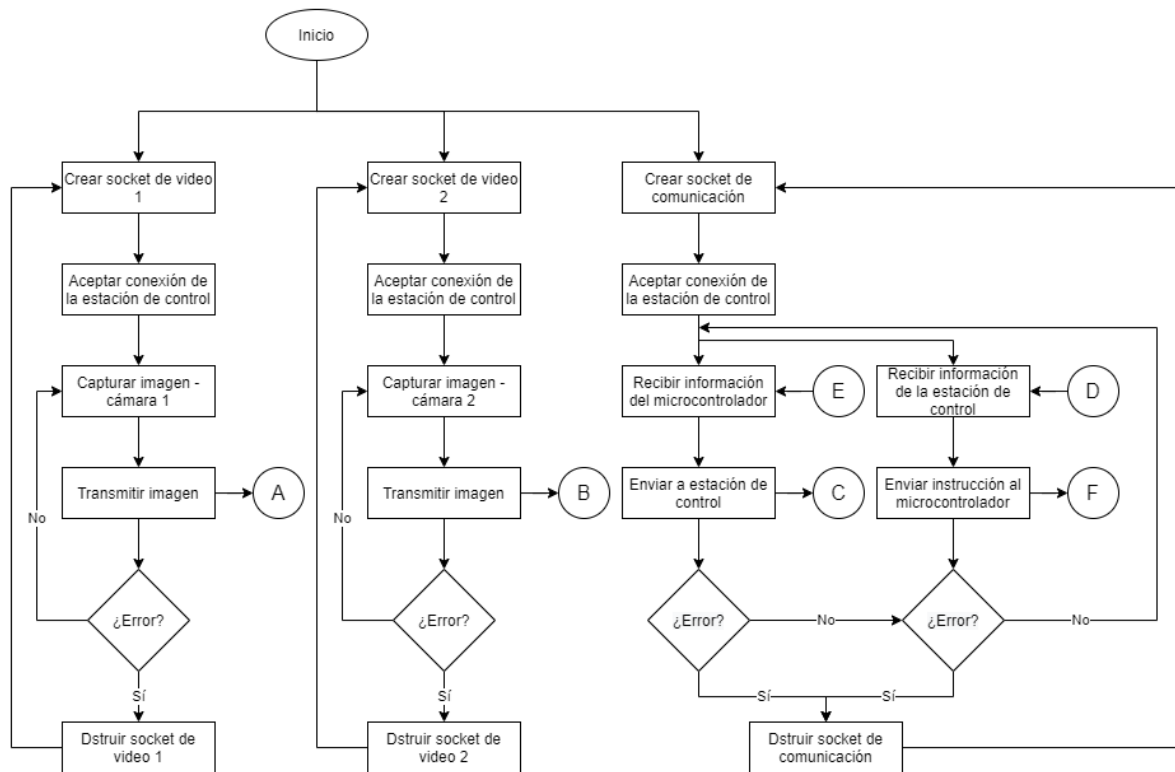 Inicio
Crear socket de video
1
Crear socket de video
2
Crear socket de
comunicación
Aceptar conexión de
la estación de control
Aceptar conexión de
la estación de control
Aceptar conexión de
la estación de control
Capturar imagen -
cámara 1
Capturar imagen -
cámara 2
Recibir información
del microcontrolador
E
Recibir información
de la estación de
control
D
Transmitir imagen
A
Transmitir imagen
B
Enviar a estación de
control
C
Enviar instrucción al
microcontrolador
F
No
No
¿Error?
¿Error?
¿Error?
No
¿Error?
No
Sí
Sí
Sí
Sí
Dstruir socket de
video 1
Dstruir socket de
video 2
Dstruir socket de
comunicación